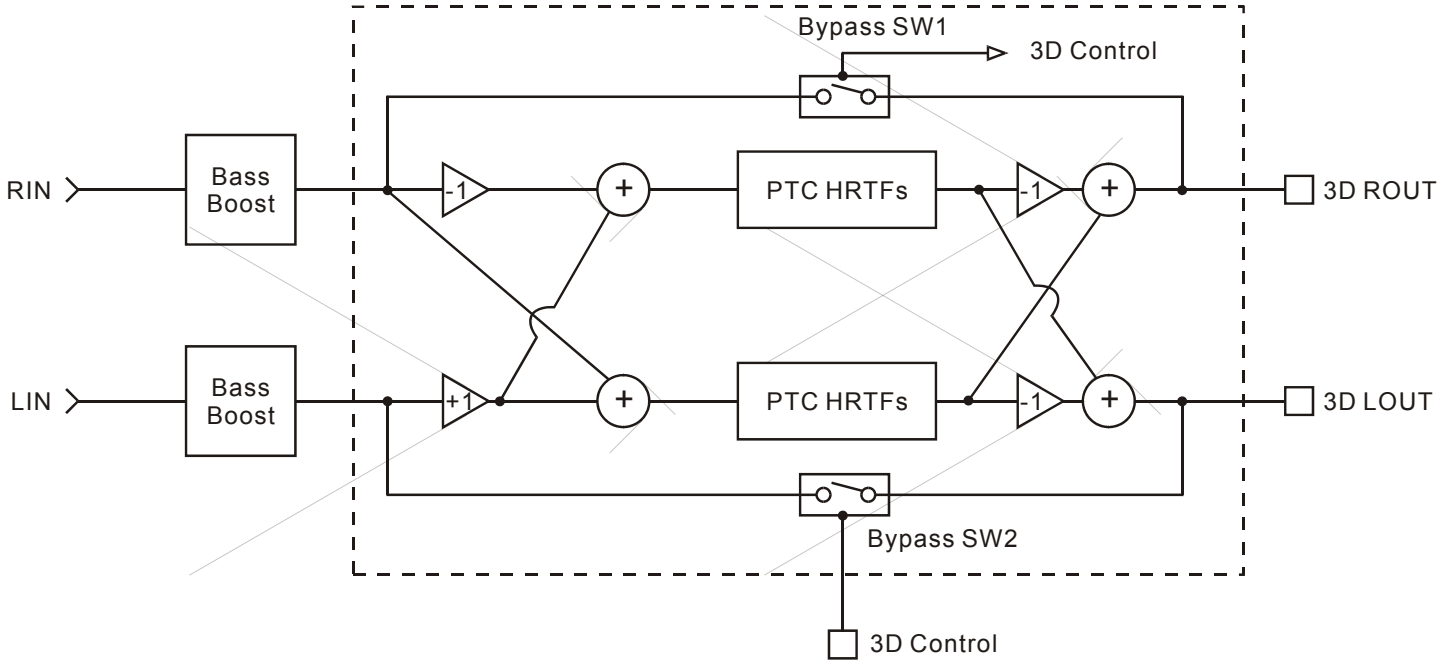 Bypass SW1
3D Control
RIN
Bass
Boost
-1
+
PTC HRTFs
-1
+
3D ROUT
LIN
Bass
Boost
+1
+
PTC HRTFs
-1
+
3D LOUT
Bypass SW2
3D Control